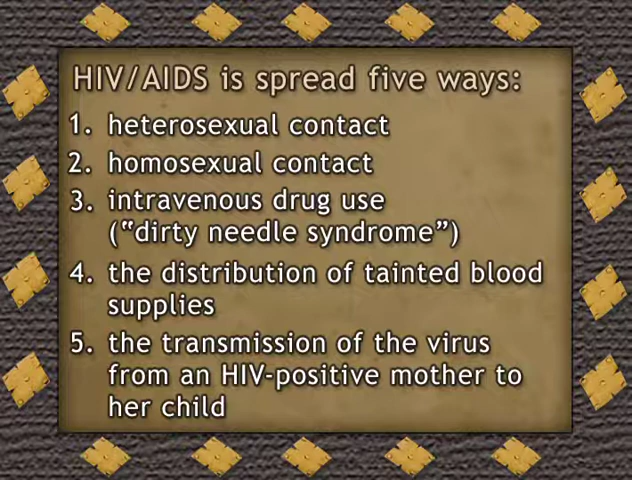 HIV/AIDS is spread five ways:
1. heterosexual contact
2. homosexual contact
3. intravenous drug use
("dirty needle syndrome")
4. the distribution of tainted blood
supplies
5. the transmission of the virus
from an HIV-positive mother to
her child